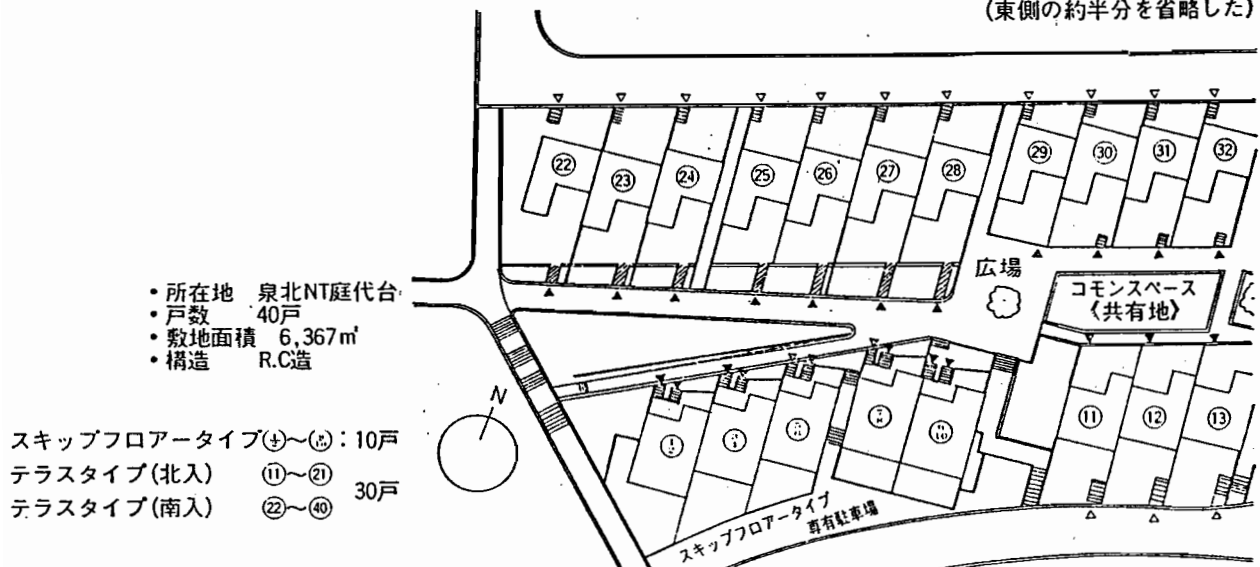 (東側の約半分を省略した)
㉒ ㉓ ㉔ ㉕ ㉖ ㉗ ㉘ ㉙ ㉚ ㉛ ㉜
広場
コモンスペース
《共有地》
・所在地 泉北NT庭代台
・戸数 40戸
・敷地面積 6,367㎡
・構造 R.C造
N
⑪ ⑫ ⑬
スキップフロアータイプ～:10戸
テラスタイプ(北入) ⑪～㉑
30戸
テラスタイプ(南入) ㉒～㊵
スキップフロアータイプ
専有駐車場